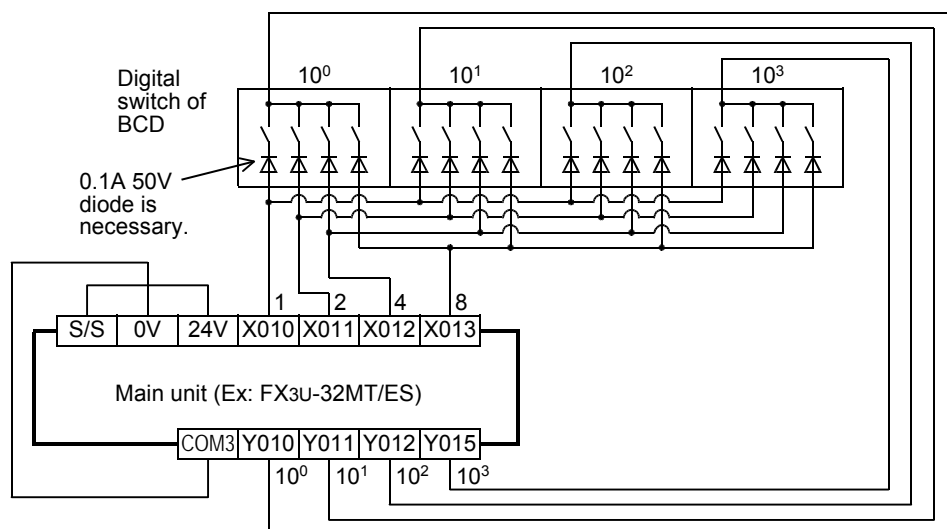 Digital
switch of
BCD
10⁰ 10¹ 10² 10³
0.1A 50V
diode is
necessary.
1 2 4 8
S/S 0V 24V X010 X011 X012 X013
Main unit (Ex: FX3U-32MT/ES)
COM3 Y010 Y011 Y012 Y015
10⁰ 10¹ 10² 10³